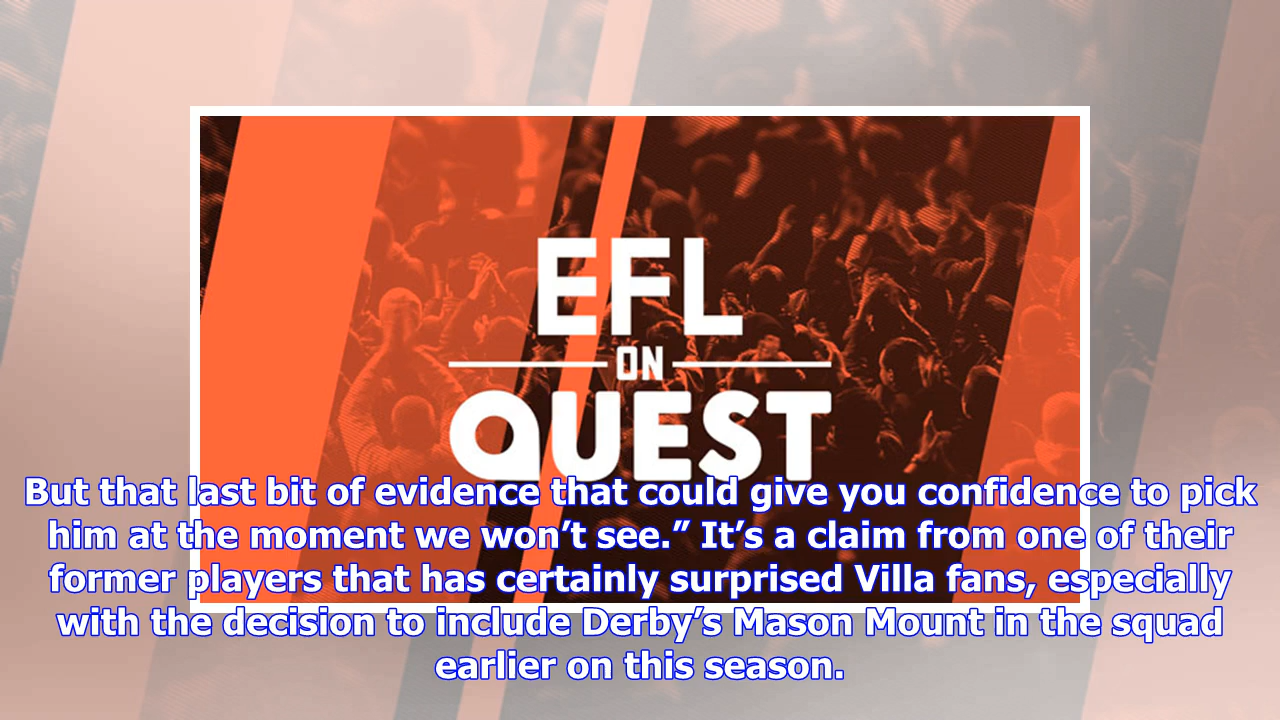 EFL
ON
QUEST
But that last bit of evidence that could give you confidence to pick
him at the moment we won’t see.” It’s a claim from one of their
former players that has certainly surprised Villa fans, especially
with the decision to include Derby’s Mason Mount in the squad
earlier on this season.